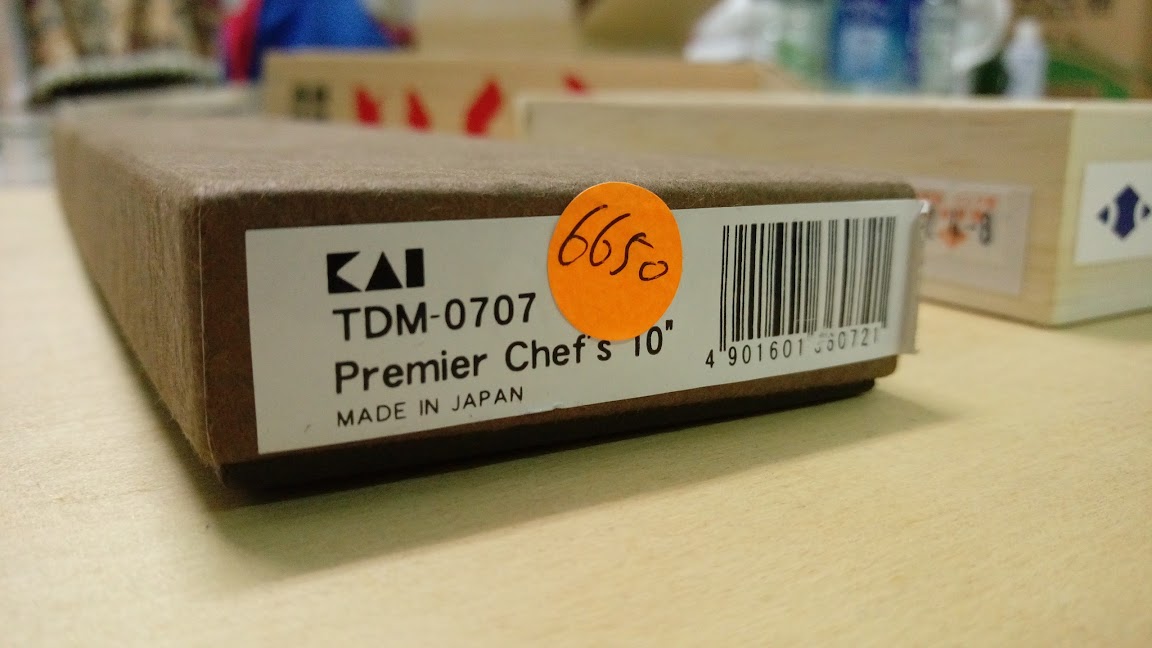 KAI
TDM-0707
Premier Chef's 10"
MADE IN JAPAN
6650